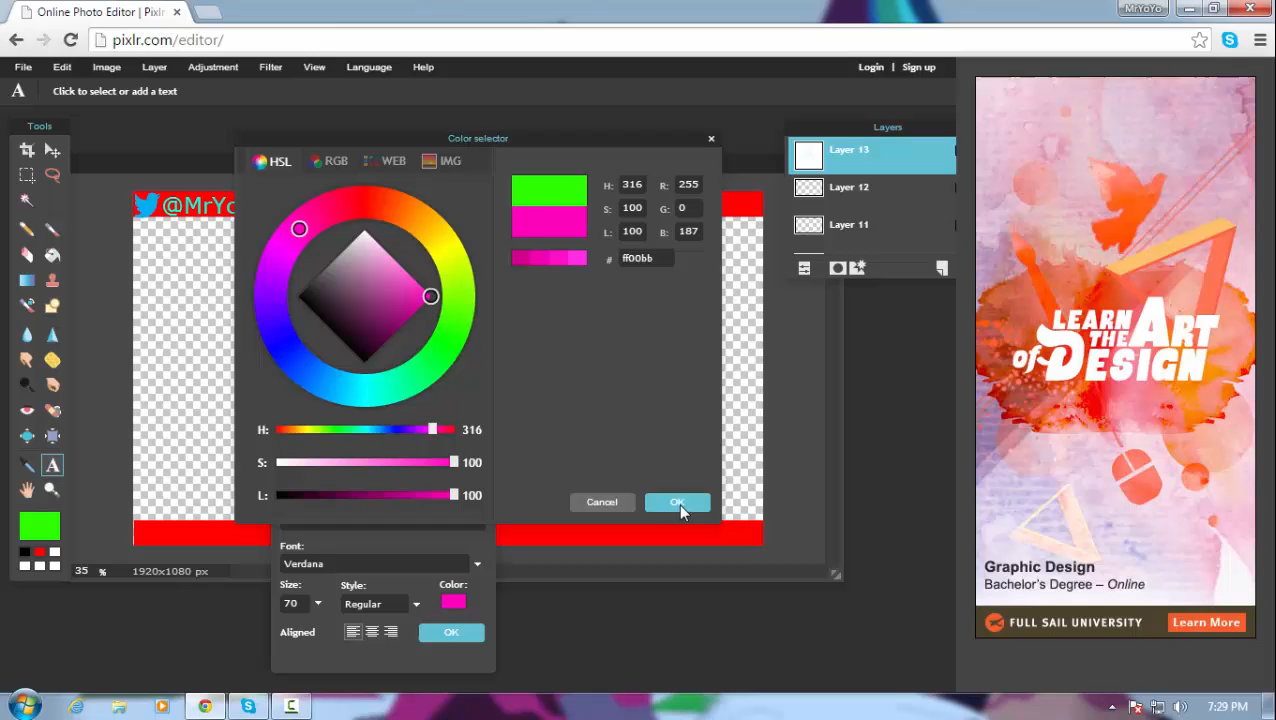 Online Photo Editor | Pixlr
MrYoYo
pixlr.com/editor/
File Edit Image Layer Adjustment Filter View Language Help Login | Sign up
A Click to select or add a text
Tools
Color selector
Layers
HSL RGB WEB IMG
Layer 13
Layer 12
Layer 11
@MrYo
H: 316 R: 255
S: 100 G: 0
L: 100 B: 187
# ff00bb
H: 316
S: 100
L: 100
Cancel OK
A
Font:
Verdana
Size: Style: Color:
70 Regular
Aligned OK
35 % 1920x1080 px
LEARN THE ART
OF DESIGN
Graphic Design
Bachelor's Degree – Online
FULL SAIL UNIVERSITY Learn More
7:29 PM